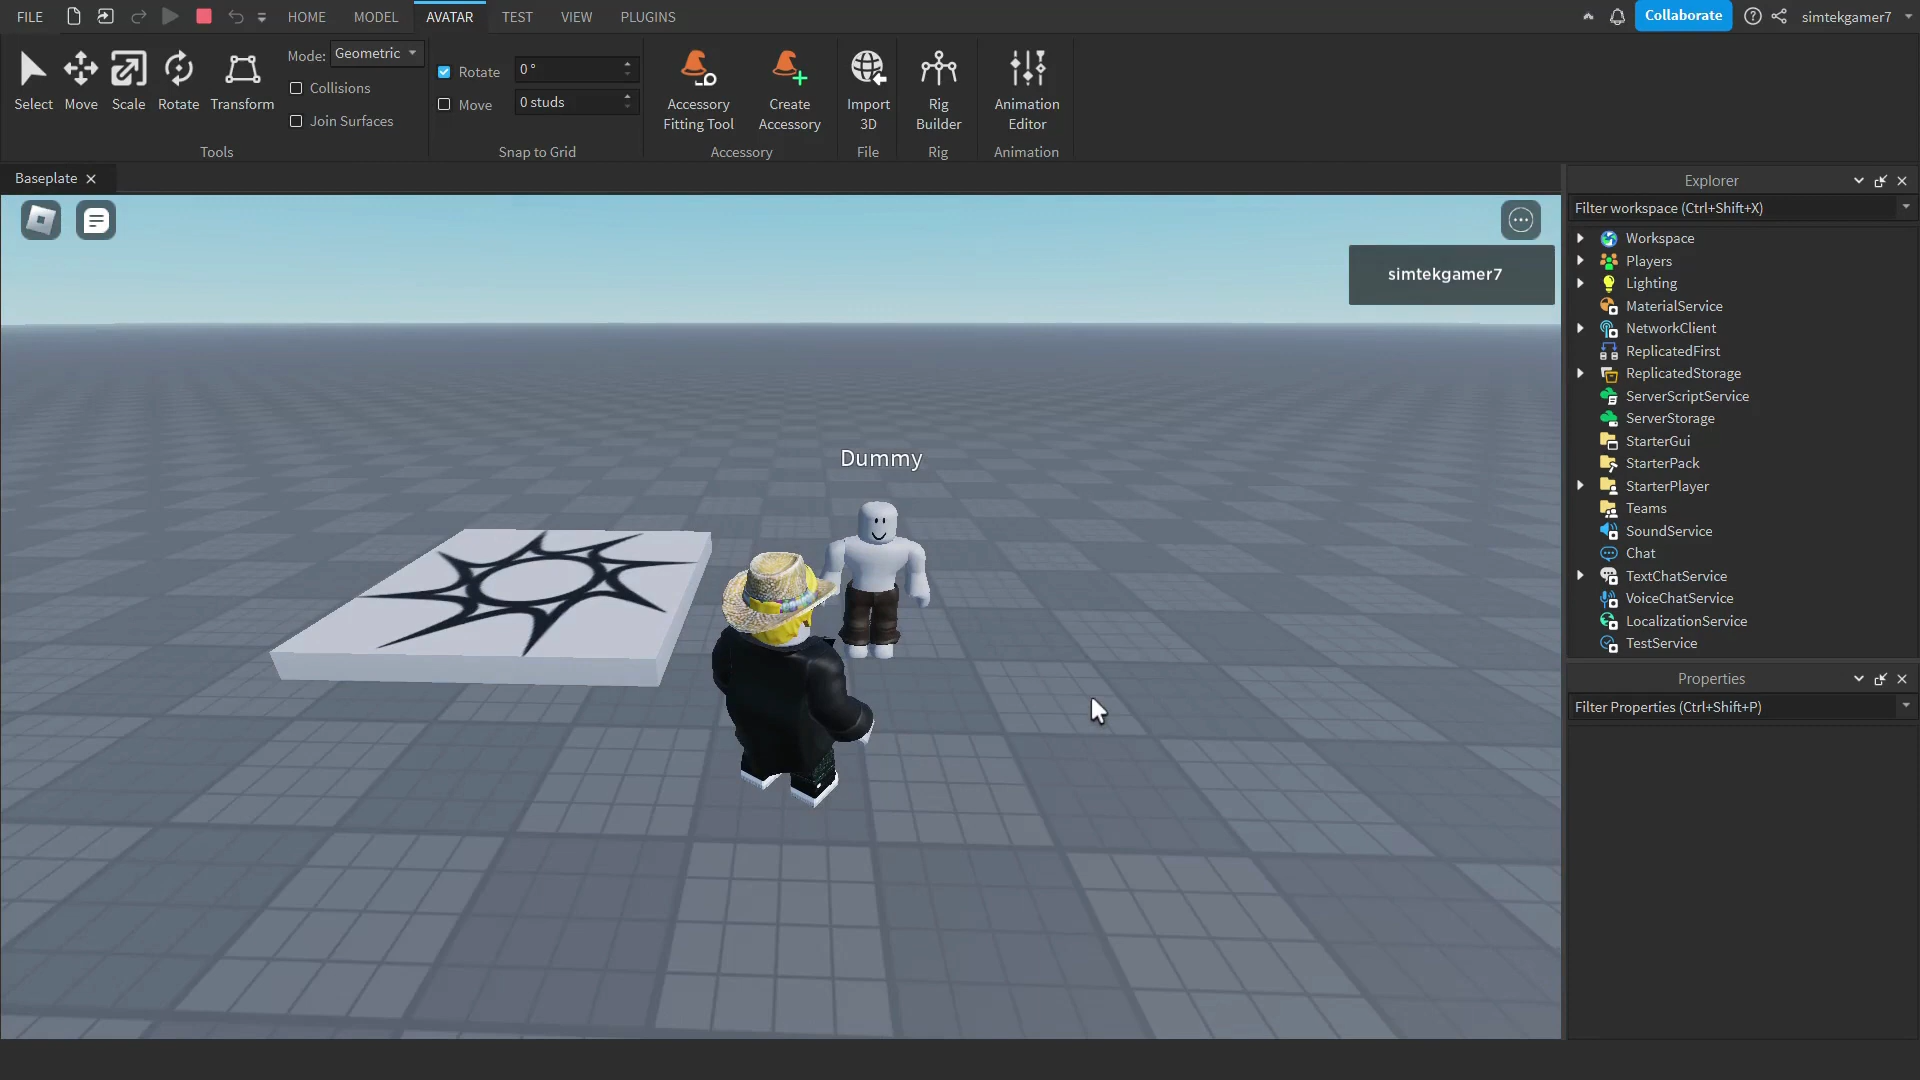 FILE HOME MODEL AVATAR TEST VIEW PLUGINS Collaborate simtekgamer7
Select Move Scale Rotate Transform
Mode: Geometric
Collisions
Join Surfaces
Tools
Rotate 0 °
Move 0 studs
Snap to Grid
Accessory Fitting Tool
Create Accessory
Accessory
Import 3D
File
Rig Builder
Rig
Animation Editor
Animation
Baseplate
simtekgamer7
Dummy
Explorer
Filter workspace (Ctrl+Shift+X)
Workspace
Players
Lighting
MaterialService
NetworkClient
ReplicatedFirst
ReplicatedStorage
ServerScriptService
ServerStorage
StarterGui
StarterPack
StarterPlayer
Teams
SoundService
Chat
TextChatService
VoiceChatService
LocalizationService
TestService
Properties
Filter Properties (Ctrl+Shift+P)